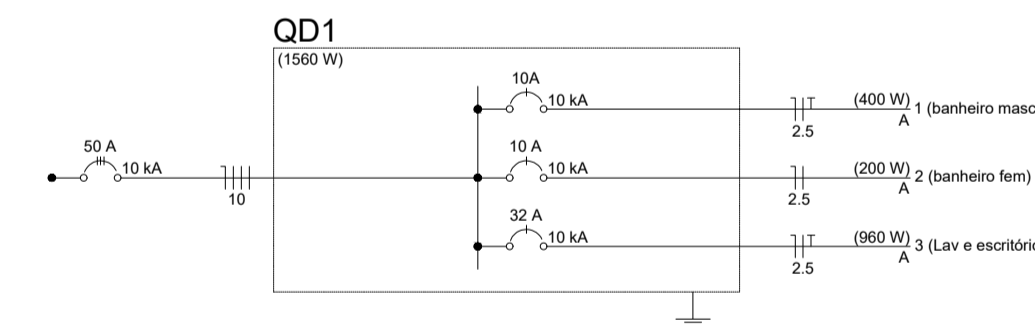 QD1
(1560 W)
50 A
10 kA
10
10A
10 kA
2.5
(400 W)
A
1 (banheiro masc
10 A
10 kA
2.5
(200 W)
A
2 (banheiro fem)
32 A
10 kA
T
2.5
(960 W)
A
3 (Lav e escritório